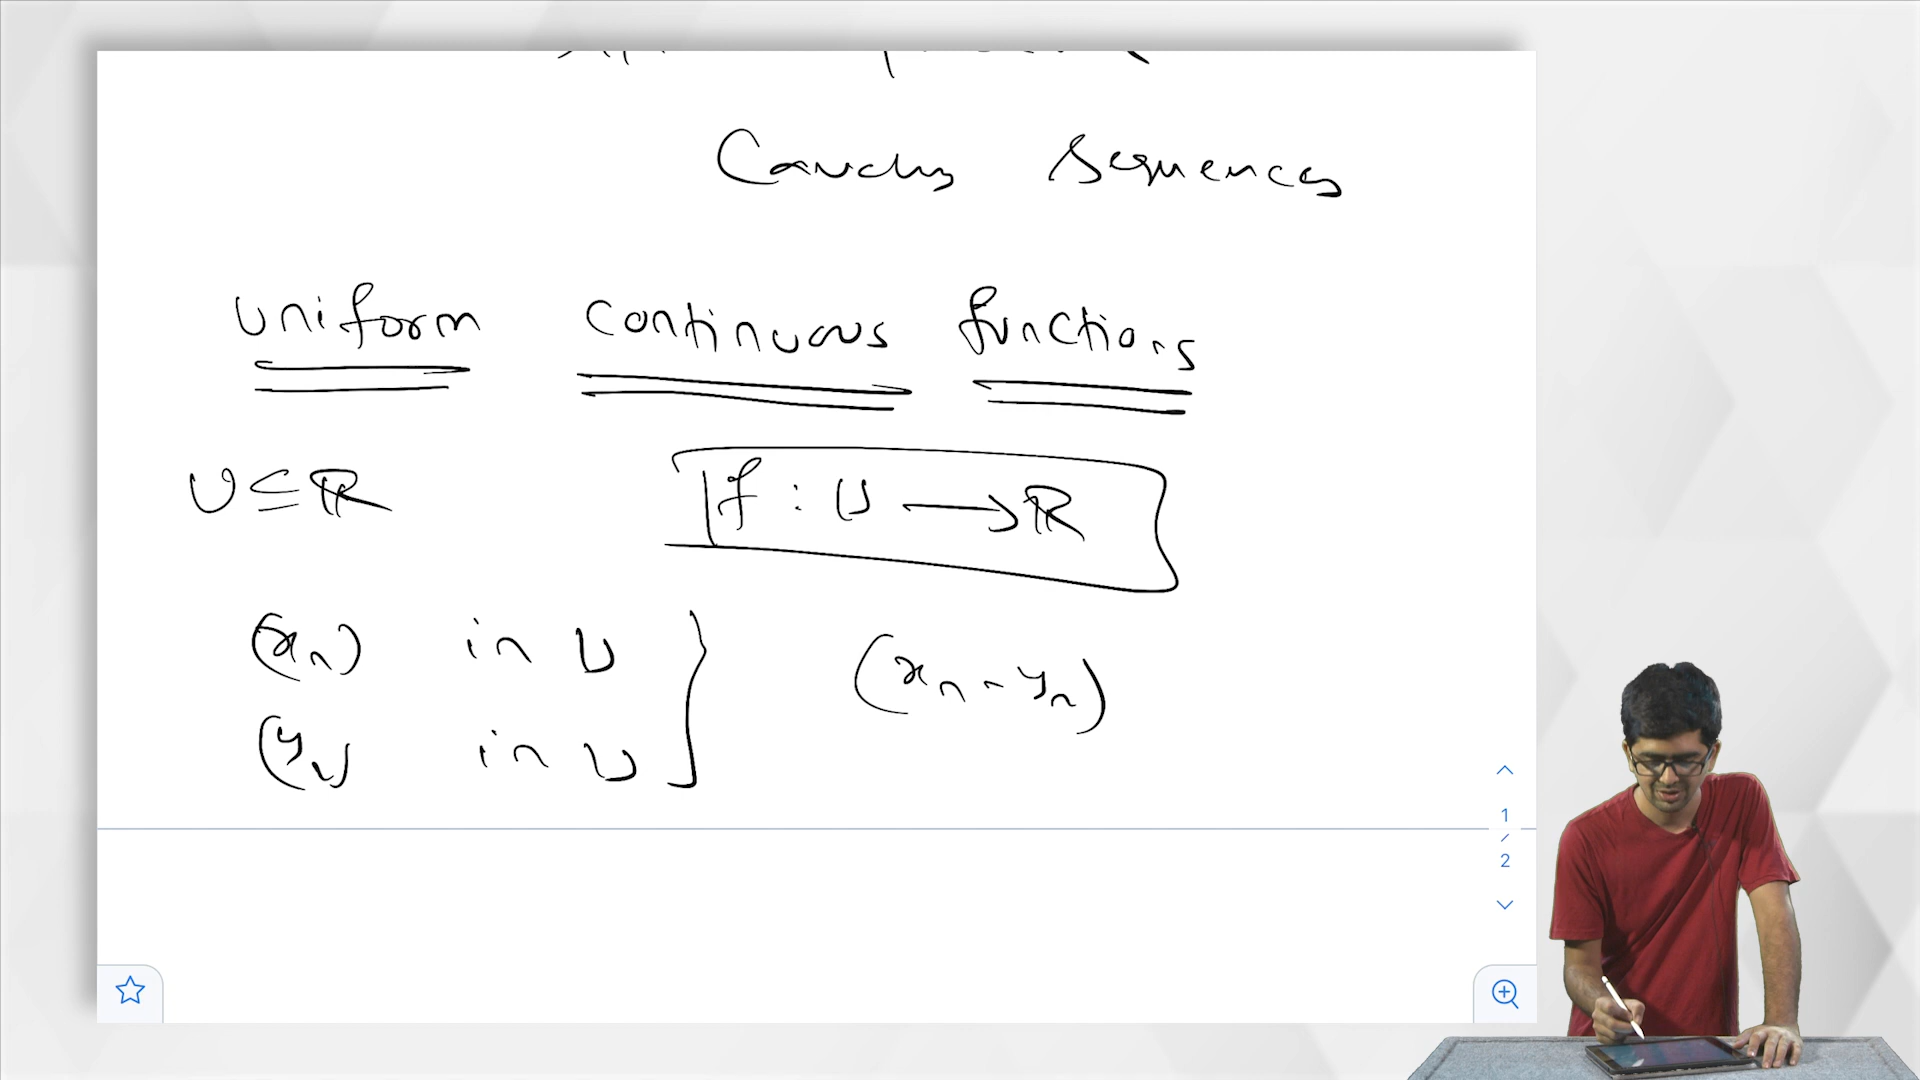 Cauchy sequences
uniform continuous functions
U ⊆ ℝ f : U → ℝ
(xₙ) in U
(xₙ - yₙ)
(yₙ) in U
1
/
2